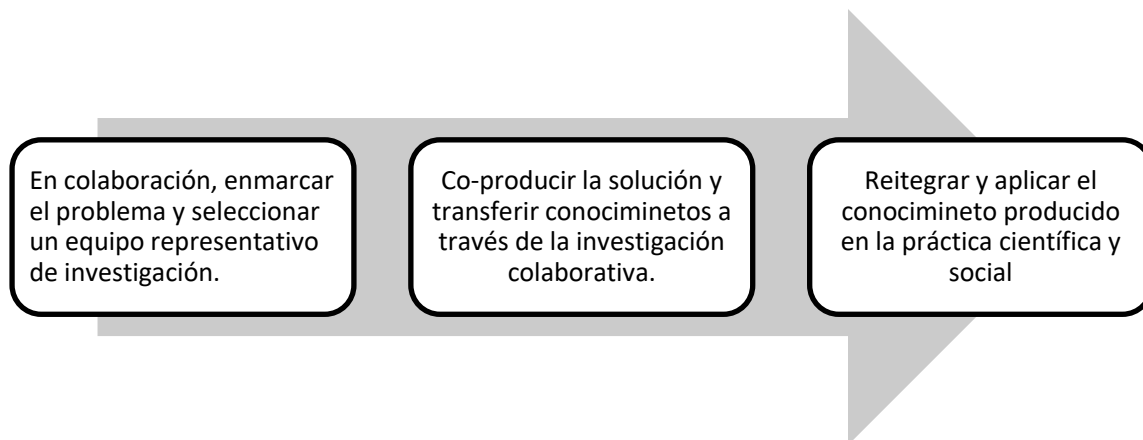 En colaboración, enmarcar
el problema y seleccionar
un equipo representativo
de investigación.
Co-producir la solución y
transferir conociminetos a
través de la investigación
colaborativa.
Reitegrar y aplicar el
conocimineto producido
en la práctica científica y
social